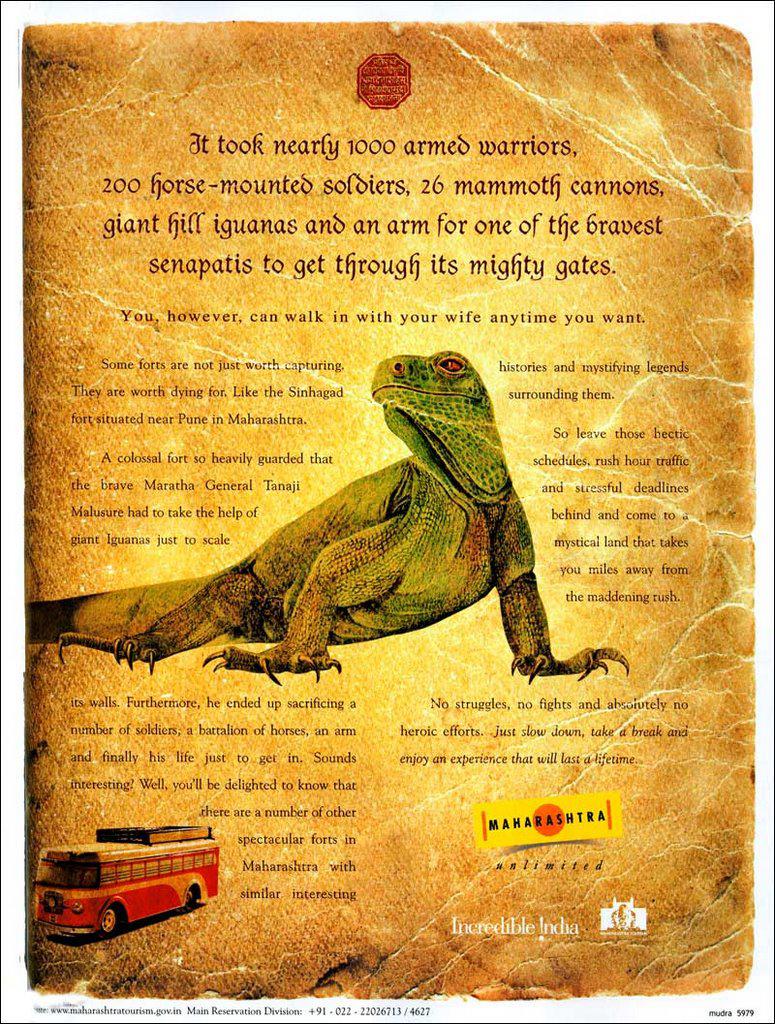 It took nearly 1000 armed warriors,
200 horse-mounted soldiers, 26 mammoth cannons,
giant hill iguanas and an arm for one of the bravest
senapatis to get through its mighty gates.
You, however, can walk in with your wife anytime you want.
Some forts are not just worth capturing.
They are worth dying for. Like the Sinhagad
fort situated near Pune in Maharashtra.
A colossal fort so heavily guarded that
the brave Maratha General Tanaji
Malusure had to take the help of
giant Iguanas just to scale
its walls. Furthermore, he ended up sacrificing a
number of soldiers, a battalion of horses, an arm
and finally his life just to get in. Sounds
interesting? Well, you'll be delighted to know that
there are a number of other
spectacular forts in
Maharashtra with
similar interesting
histories and mystifying legends
surrounding them.
So leave those hectic
schedules, rush hour traffic
and stressful deadlines
behind and come to a
mystical land that takes
you miles away from
the maddening rush.
No struggles, no fights and absolutely no
heroic efforts. Just slow down, take a break and
enjoy an experience that will last a lifetime.
MAHARASHTRA
unlimited
Incredible !ndia
www.maharashtratourism.gov.in Main Reservation Division: +91 - 022 - 22026713 / 4627
mudra 5979